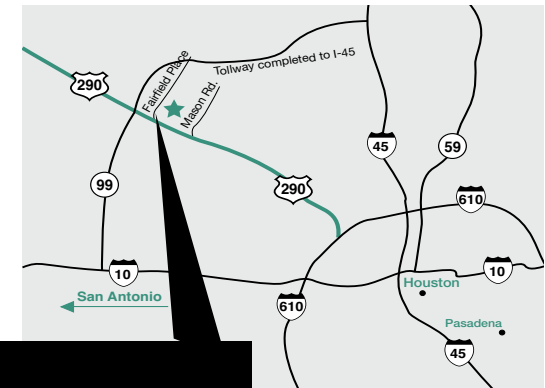 Tollway completed to I-45
290
Fairfield Place
Mason Rd.
45
59
99
290
610
10
10
San Antonio
Houston
610
Pasadena
45